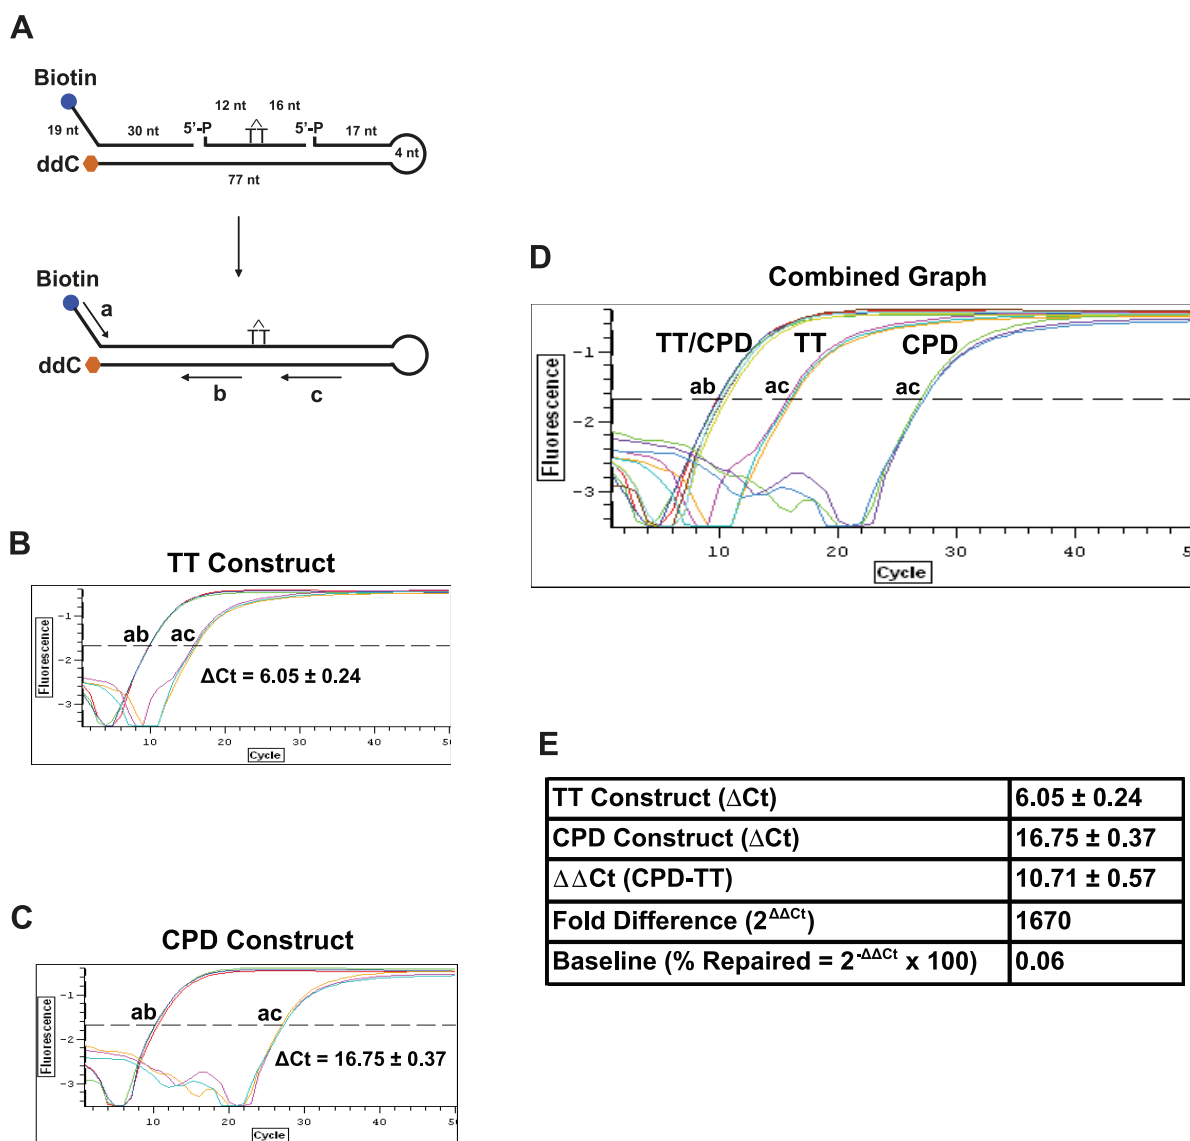 A
Biotin
12 nt
16 nt
19 nt
30 nt
5'-P
TT
5'-P
17 nt
4 nt
ddC
77 nt
Biotin
a
TT
ddC
b
c
B
TT Construct
Fluorescence
-1
-2
-3
ab
ac
ΔCt = 6.05 ± 0.24
10
20
30
40
50
Cycle
C
CPD Construct
Fluorescence
-1
-2
-3
ab
ac
ΔCt = 16.75 ± 0.37
10
20
30
40
50
Cycle
D
Combined Graph
Fluorescence
-1
-2
-3
TT/CPD
TT
CPD
ab
ac
ac
10
20
30
40
Cycle
E
TT Construct (ΔCt) 6.05 ± 0.24
CPD Construct (ΔCt) 16.75 ± 0.37
ΔΔCt (CPD-TT) 10.71 ± 0.57
Fold Difference (2^ΔΔCt) 1670
Baseline (% Repaired = 2^-ΔΔCt x 100) 0.06